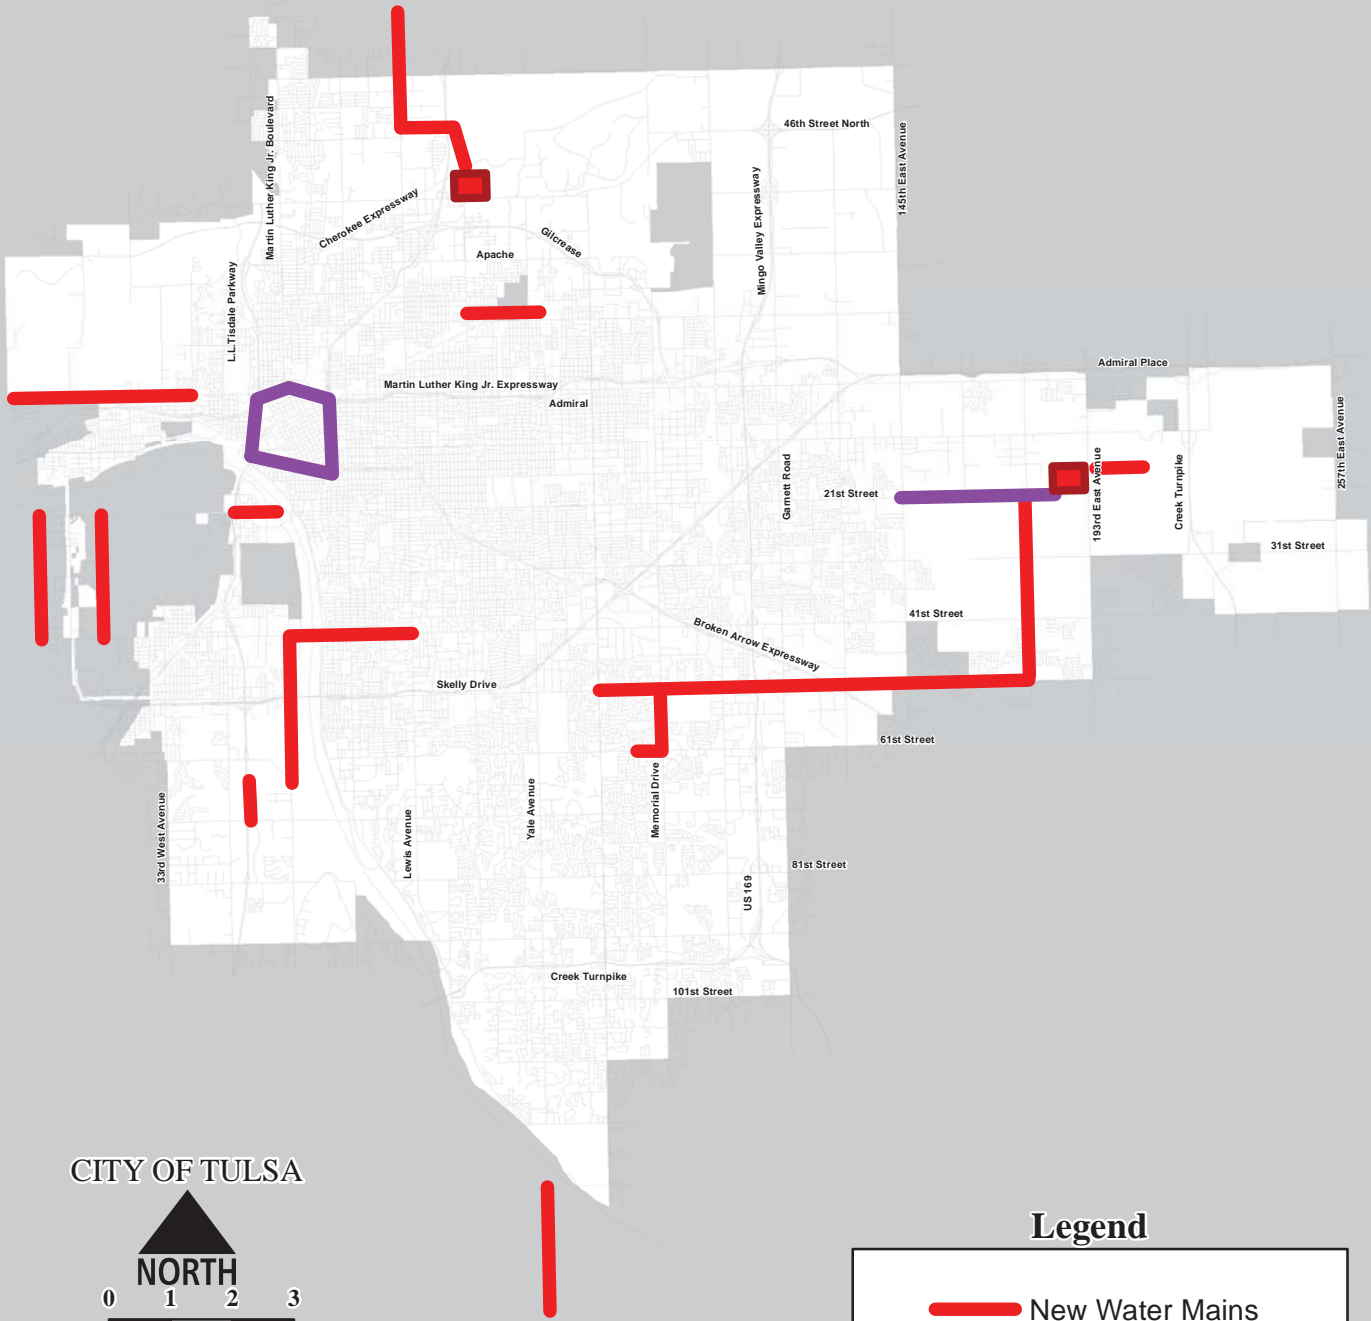 46th Street North
145th East Avenue
Martin Luther King Jr. Boulevard
Mingo Valley Expressway
Cherokee Expressway
Gilcrease
Apache
L.L.Tisdale Parkway
Admiral Place
Martin Luther King Jr. Expressway
Admiral
257th East Avenue
Garnett Road
193rd East Avenue
Creek Turnpike
21st Street
31st Street
41st Street
Broken Arrow Expressway
Skelly Drive
61st Street
33rd West Avenue
Lewis Avenue
Yale Avenue
Memorial Drive
81st Street
US 169
Creek Turnpike
101st Street
CITY OF TULSA
NORTH
0 1 2 3
Legend
New Water Mains